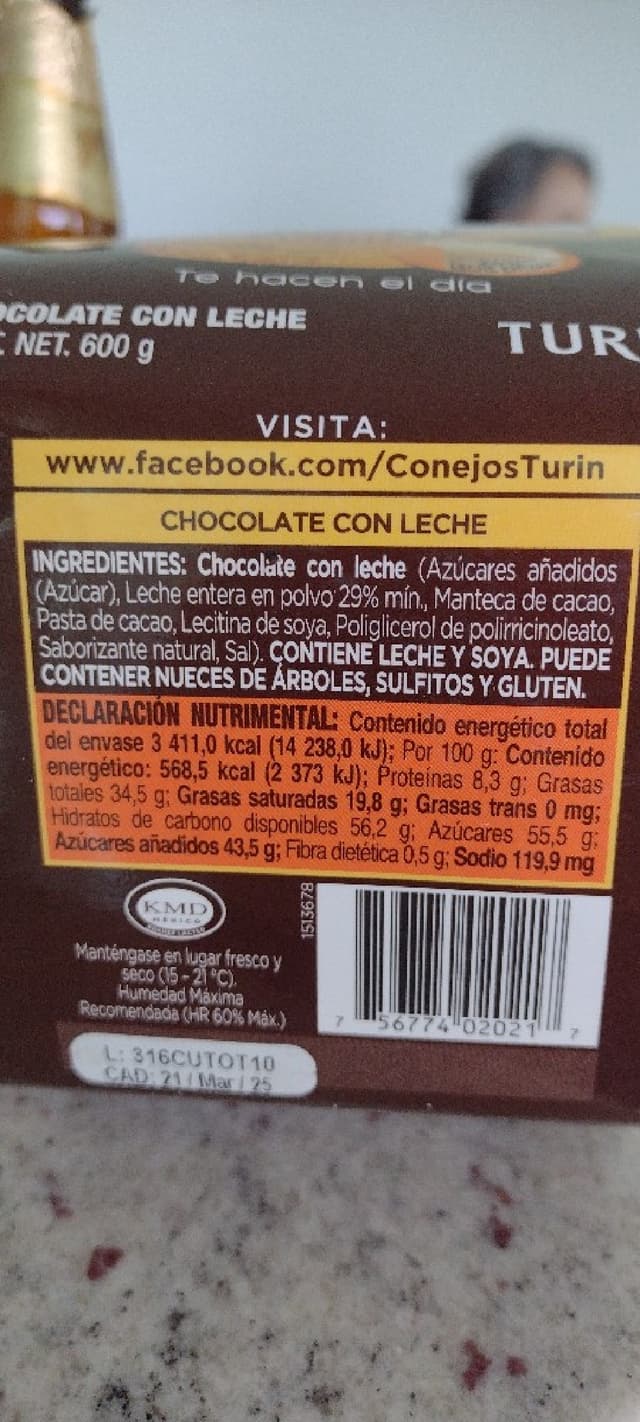 Te hacen el día
OCOLATE CON LECHE
NET. 600 g
TUR
VISITA:
www.facebook.com/ConejosTurin
CHOCOLATE CON LECHE
INGREDIENTES: Chocolate con leche (Azúcares añadidos
(Azúcar), Leche entera en polvo 29% mín., Manteca de cacao,
Pasta de cacao, Lecitina de soya, Poliglicerol de polirricinoleato,
Saborizante natural, Sal). CONTIENE LECHE Y SOYA. PUEDE
CONTENER NUECES DE ÁRBOLES, SULFITOS Y GLUTEN.
DECLARACIÓN NUTRIMENTAL: Contenido energético total
del envase 3 411,0 kcal (14 238,0 kJ); Por 100 g: Contenido
energético: 568,5 kcal (2 373 kJ); Proteínas 8,3 g; Grasas
totales 34,5 g; Grasas saturadas 19,8 g; Grasas trans 0 mg;
Hidratos de carbono disponibles 56,2 g; Azúcares 55,5 g;
Azúcares añadidos 43,5 g; Fibra dietética 0,5 g; Sodio 119,9 mg
KMD
MÉXICO
1513678
Manténgase en lugar fresco y
seco (15 - 21 °C).
Humedad Máxima
Recomendada (HR 60% Máx.)
7 56774 02021 7
L: 316CUTOT10
CAD: 21 / Mar / 25